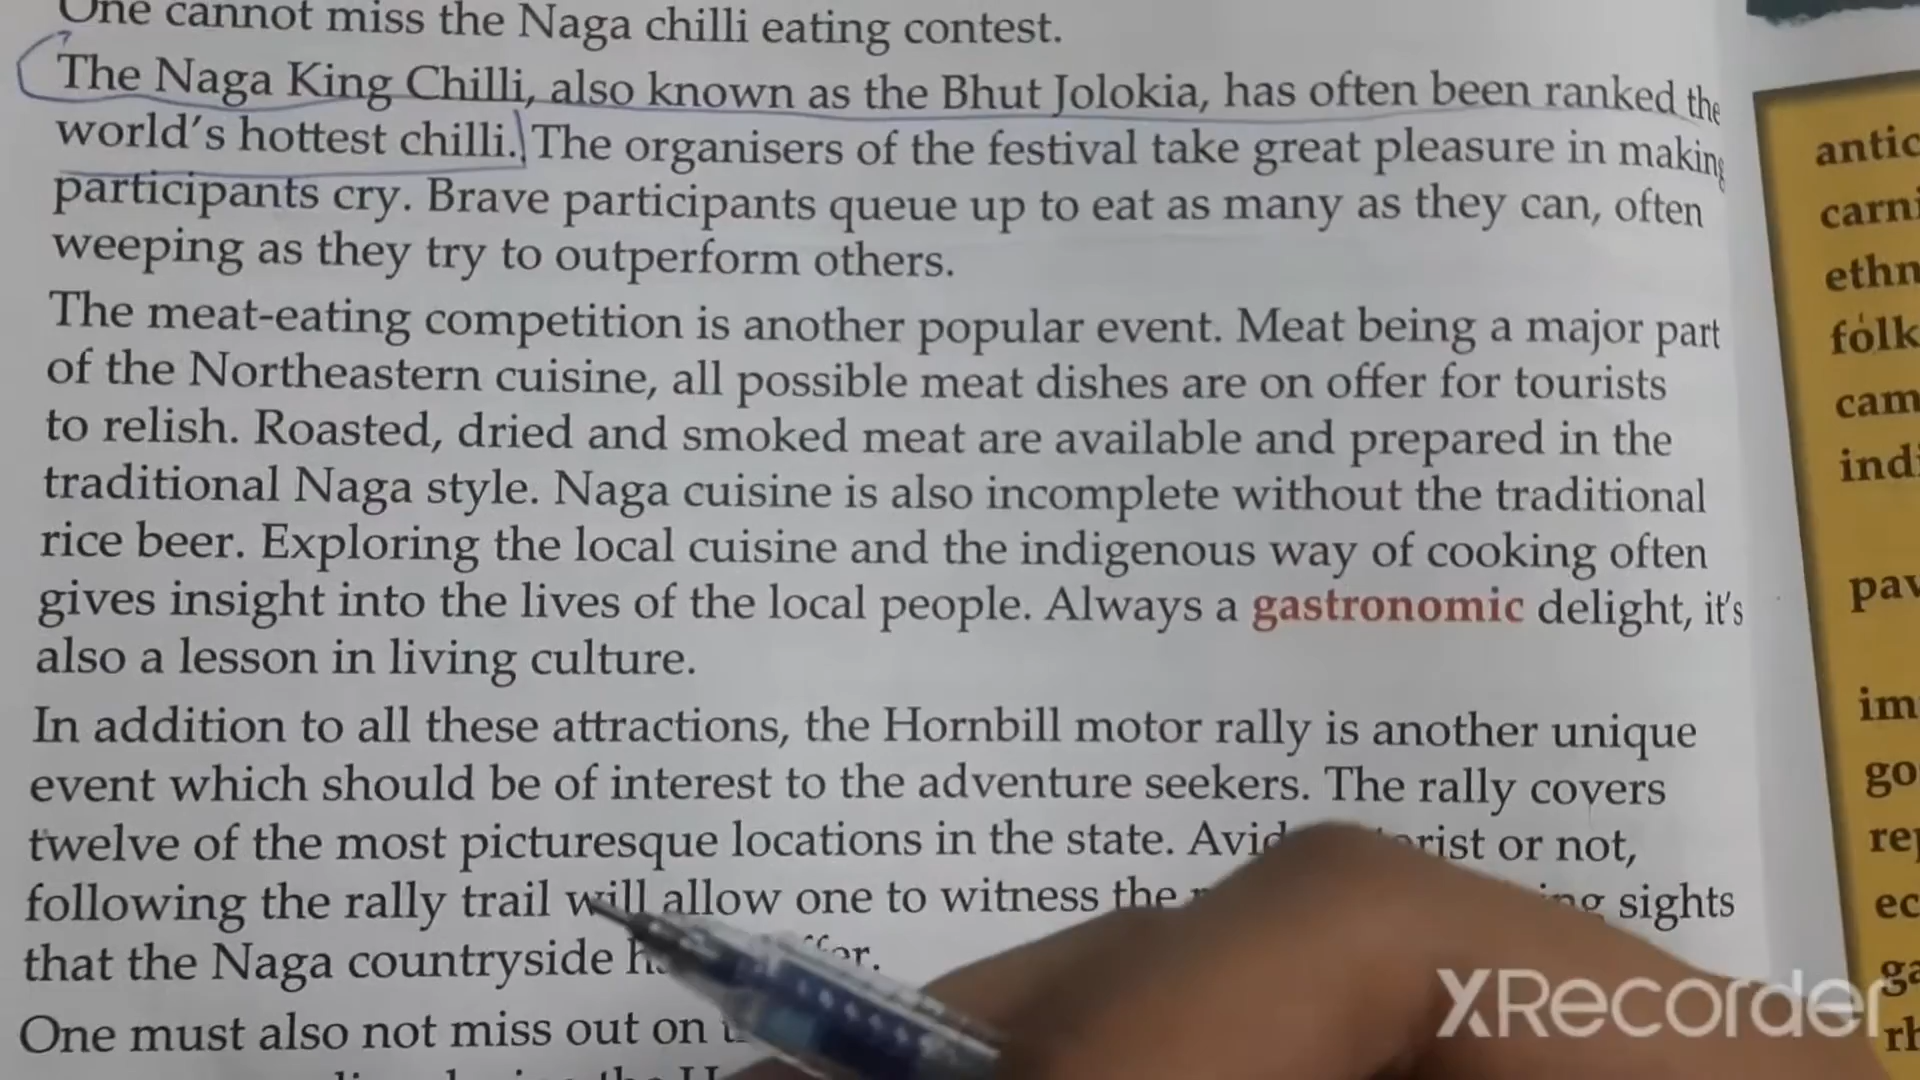 One cannot miss the Naga chilli eating contest.
The Naga King Chilli, also known as the Bhut Jolokia, has often been ranked the
world's hottest chilli. The organisers of the festival take great pleasure in making
participants cry. Brave participants queue up to eat as many as they can, often
weeping as they try to outperform others.
The meat-eating competition is another popular event. Meat being a major part
of the Northeastern cuisine, all possible meat dishes are on offer for tourists
to relish. Roasted, dried and smoked meat are available and prepared in the
traditional Naga style. Naga cuisine is also incomplete without the traditional
rice beer. Exploring the local cuisine and the indigenous way of cooking often
gives insight into the lives of the local people. Always a gastronomic delight, it's
also a lesson in living culture.
In addition to all these attractions, the Hornbill motor rally is another unique
event which should be of interest to the adventure seekers. The rally covers
twelve of the most picturesque locations in the state. or not,
following the rally trail will allow one to witness the sights
that the Naga countryside
One must also not miss out on
the
antic
carni
ethn
folk
cam
indi
pav
im
go
rep
ec
ga
rh
XRecorder